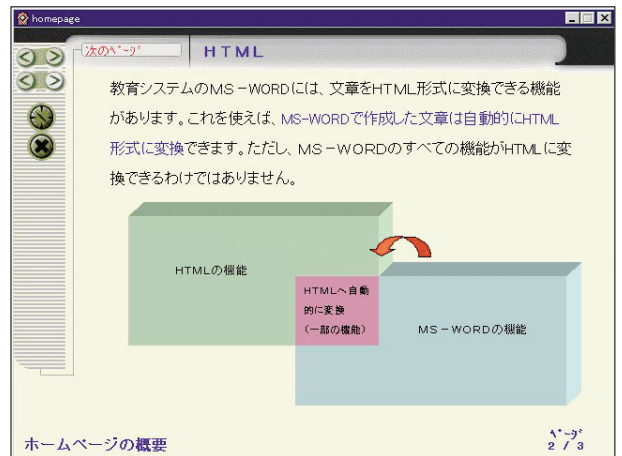 homepage
次のページ
HTML
教育システムのMS－WORDには、文章をHTML形式に変換できる機能
があります。これを使えば、MS-WORDで作成した文章は自動的にHTML
形式に変換できます。ただし、MS－WORDのすべての機能がHTMLに変
換できるわけではありません。
HTMLの機能
HTMLへ自動
的に変換
（一部の機能）
MS－WORDの機能
ホームページの概要
ページ
2 / 3